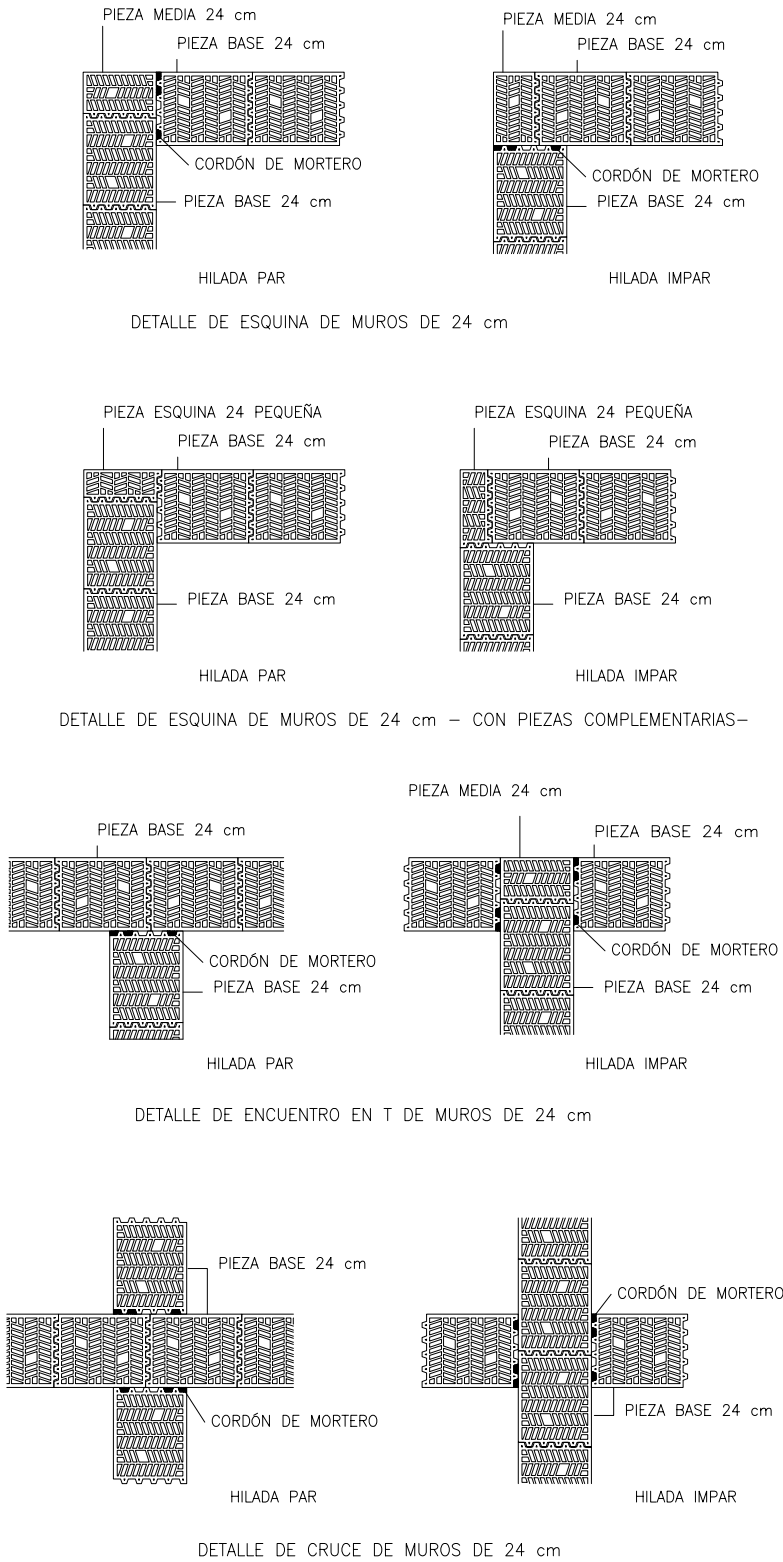 PIEZA MEDIA 24 cm
PIEZA BASE 24 cm
CORDÓN DE MORTERO
PIEZA BASE 24 cm
HILADA PAR
PIEZA MEDIA 24 cm
PIEZA BASE 24 cm
CORDÓN DE MORTERO
PIEZA BASE 24 cm
HILADA IMPAR
DETALLE DE ESQUINA DE MUROS DE 24 cm
PIEZA ESQUINA 24 PEQUEÑA
PIEZA BASE 24 cm
PIEZA BASE 24 cm
HILADA PAR
PIEZA ESQUINA 24 PEQUEÑA
PIEZA BASE 24 cm
PIEZA BASE 24 cm
HILADA IMPAR
DETALLE DE ESQUINA DE MUROS DE 24 cm – CON PIEZAS COMPLEMENTARIAS–
PIEZA BASE 24 cm
CORDÓN DE MORTERO
PIEZA BASE 24 cm
HILADA PAR
PIEZA MEDIA 24 cm
PIEZA BASE 24 cm
CORDÓN DE MORTERO
PIEZA BASE 24 cm
HILADA IMPAR
DETALLE DE ENCUENTRO EN T DE MUROS DE 24 cm
PIEZA BASE 24 cm
CORDÓN DE MORTERO
HILADA PAR
CORDÓN DE MORTERO
PIEZA BASE 24 cm
HILADA IMPAR
DETALLE DE CRUCE DE MUROS DE 24 cm